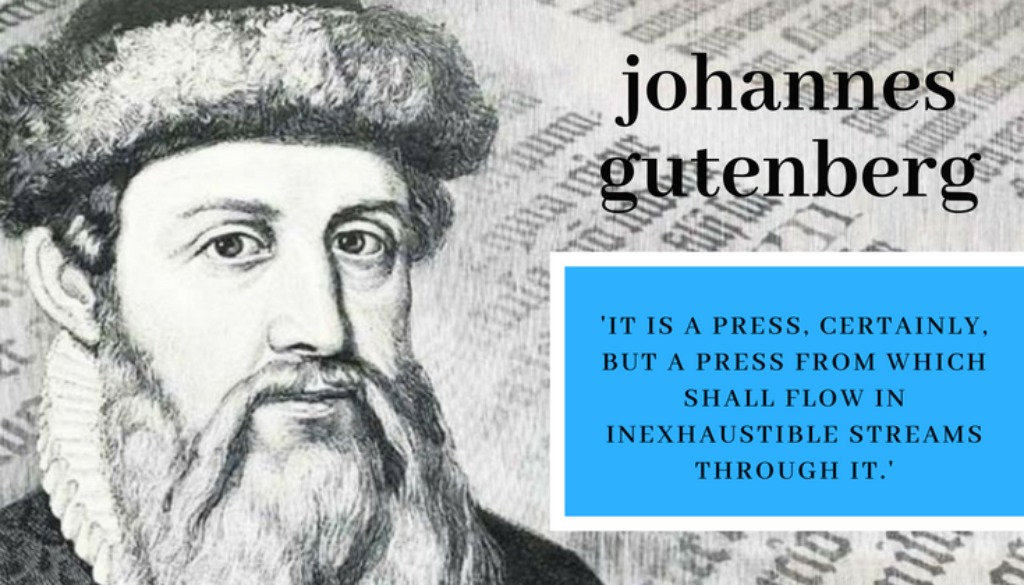 johannes
gutenberg
'IT IS A PRESS, CERTAINLY,
BUT A PRESS FROM WHICH
SHALL FLOW IN
INEXHAUSTIBLE STREAMS
THROUGH IT.'